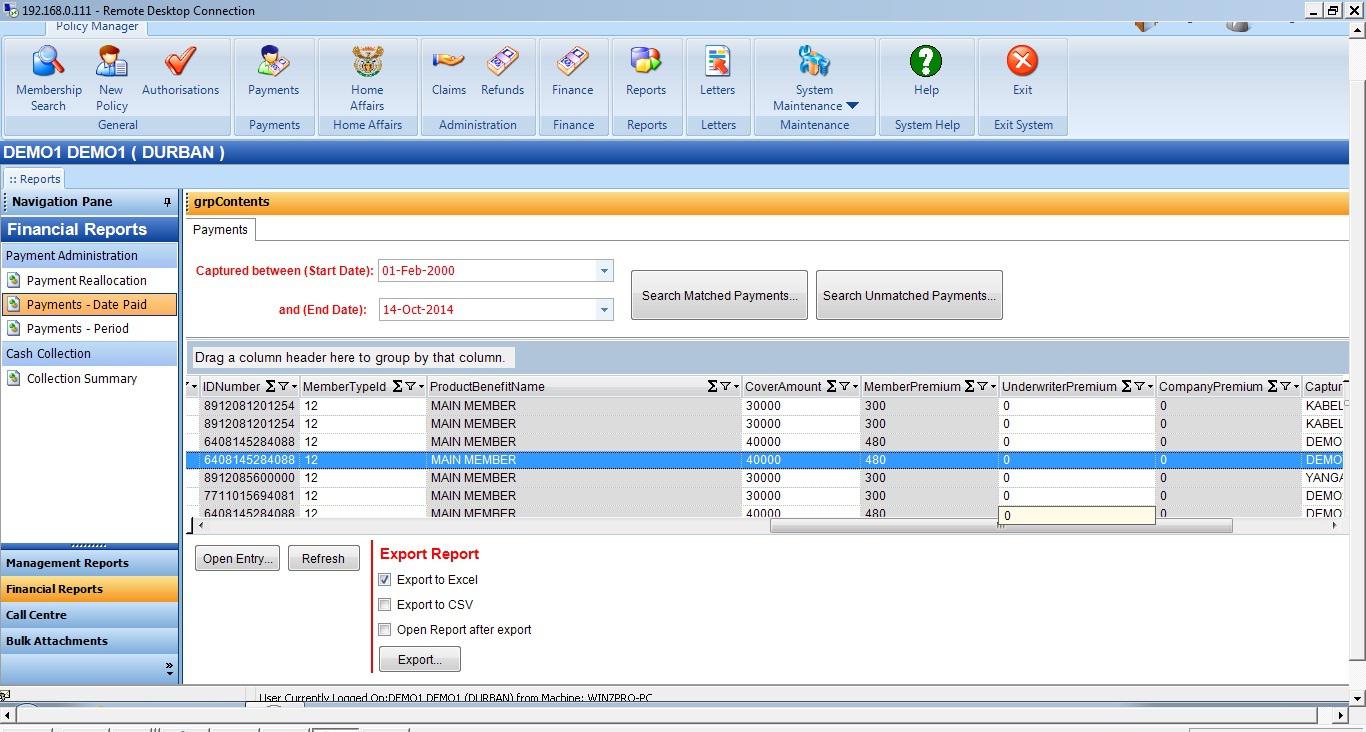 192.168.0.111 - Remote Desktop Connection
Policy Manager
Membership Search
New Policy
Authorisations
Payments
Home Affairs
Claims
Refunds
Finance
Reports
Letters
System Maintenance
Help
Exit
General
Payments
Home Affairs
Administration
Finance
Reports
Letters
Maintenance
System Help
Exit System
DEMO1 DEMO1 ( DURBAN )
:: Reports
Navigation Pane
Financial Reports
Payment Administration
Payment Reallocation
Payments - Date Paid
Payments - Period
Cash Collection
Collection Summary
Management Reports
Financial Reports
Call Centre
Bulk Attachments
grpContents
Payments
Captured between (Start Date): 01-Feb-2000
and (End Date): 14-Oct-2014
Search Matched Payments...
Search Unmatched Payments...
Drag a column header here to group by that column.
IDNumber MemberTypeId ProductBenefitName CoverAmount MemberPremium UnderwriterPremium CompanyPremium Captur
8912081201254 12 MAIN MEMBER 30000 300 0 0 KABEL
8912081201254 12 MAIN MEMBER 30000 300 0 0 KABEL
6408145284088 12 MAIN MEMBER 40000 480 0 0 DEMO
6408145284088 12 MAIN MEMBER 40000 480 0 0 DEMO
8912085600000 12 MAIN MEMBER 30000 300 0 0 YANGA
7711015694081 12 MAIN MEMBER 30000 300 0 0 DEMO
6408145284088 12 MAIN MEMBER 40000 480 0 0 DEMO
Open Entry...
Refresh
Export Report
Export to Excel
Export to CSV
Open Report after export
Export...
User Currently Logged On:DEMO1 DEMO1 (DURBAN) from Machine: WIN7PRO-PC